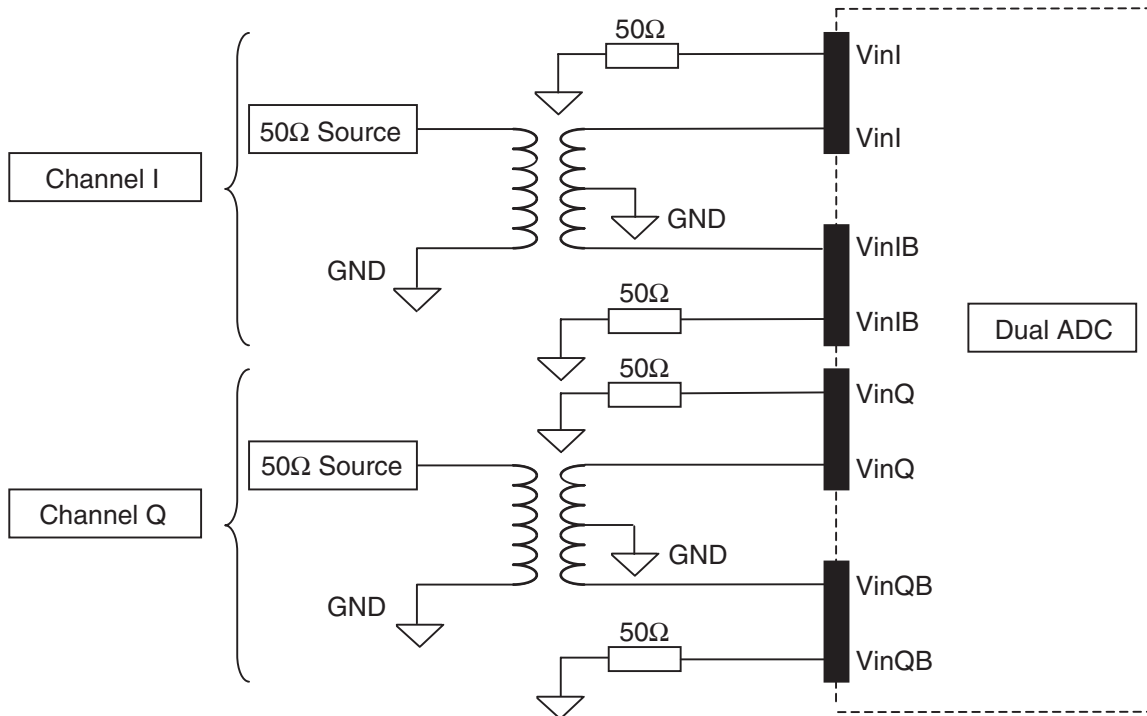 50Ω
VinI
50Ω Source
VinI
Channel I
GND
VinIB
GND
50Ω
VinIB
Dual ADC
50Ω
VinQ
50Ω Source
VinQ
Channel Q
GND
VinQB
GND
50Ω
VinQB